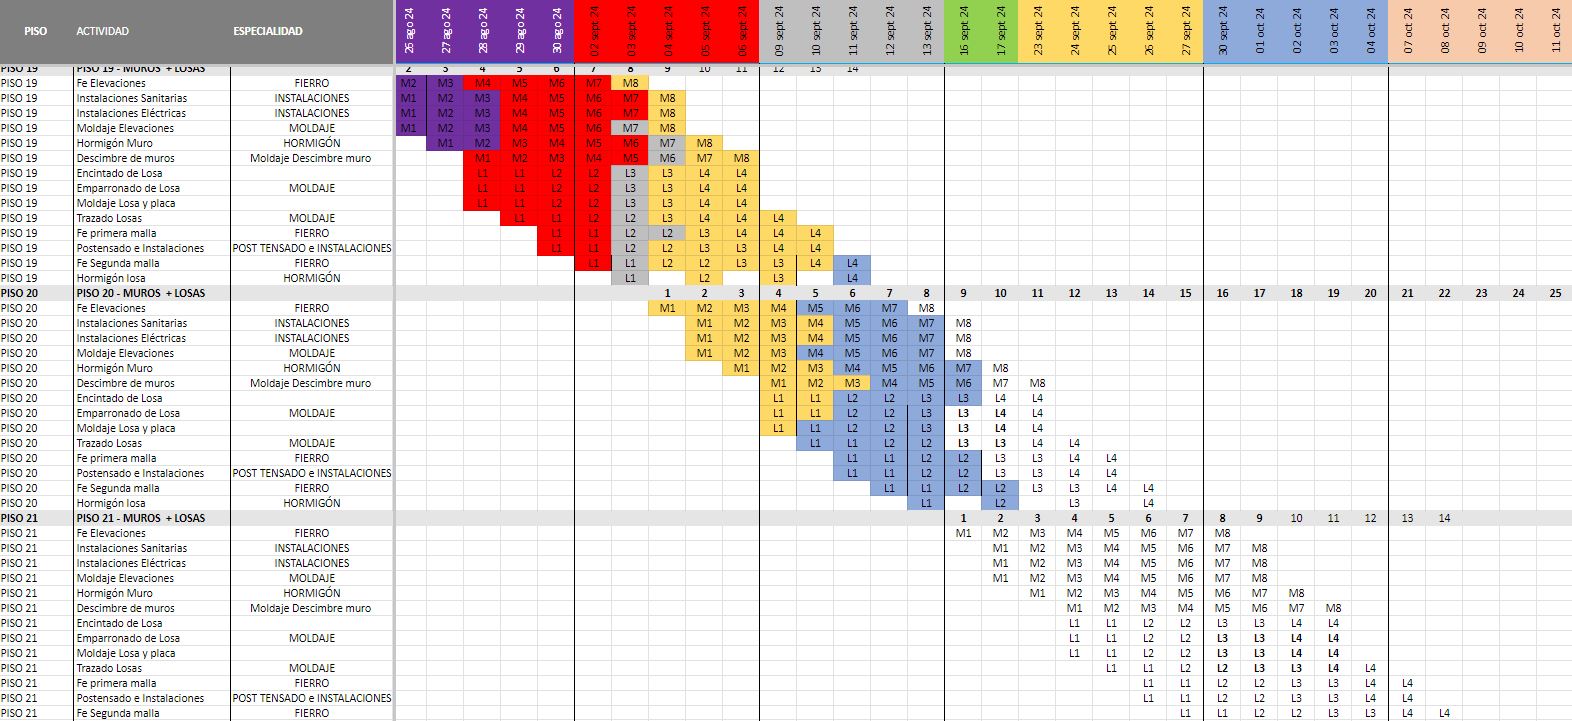 PISO ACTIVIDAD ESPECIALIDAD 26 ago 24 27 ago 24 28 ago 24 29 ago 24 30 ago 24 02 sept 24 03 sept 24 04 sept 24 05 sept 24 06 sept 24 09 sept 24 10 sept 24 11 sept 24 12 sept 24 13 sept 24 16 sept 24 17 sept 24 23 sept 24 24 sept 24 25 sept 24 26 sept 24 27 sept 24 30 sept 24 01 oct 24 02 oct 24 03 oct 24 04 oct 24 07 oct 24 08 oct 24 09 oct 24 10 oct 24 11 oct 24
PISO 19 PISO 19 - MUROS + LOSAS 2 3 4 5 6 7 8 9 10 11 12 13 14
PISO 19 Fe Elevaciones FIERRO M2 M3 M4 M5 M6 M7 M8
PISO 19 Instalaciones Sanitarias INSTALACIONES M1 M2 M3 M4 M5 M6 M7 M8
PISO 19 Instalaciones Eléctricas INSTALACIONES M1 M2 M3 M4 M5 M6 M7 M8
PISO 19 Moldaje Elevaciones MOLDAJE M1 M2 M3 M4 M5 M6 M7 M8
PISO 19 Hormigón Muro HORMIGÓN M1 M2 M3 M4 M5 M6 M7 M8
PISO 19 Descimbre de muros Moldaje Descimbre muro M1 M2 M3 M4 M5 M6 M7 M8
PISO 19 Encintado de Losa L1 L1 L2 L2 L3 L3 L4 L4
PISO 19 Emparronado de Losa MOLDAJE L1 L1 L2 L2 L3 L3 L4 L4
PISO 19 Moldaje Losa y placa L1 L1 L2 L2 L3 L3 L4 L4
PISO 19 Trazado Losas MOLDAJE L1 L1 L2 L2 L3 L4 L4 L4
PISO 19 Fe primera malla FIERRO L1 L1 L2 L2 L3 L3 L4 L4
PISO 19 Postensado e Instalaciones POST TENSADO e INSTALACIONES L1 L1 L2 L2 L3 L3 L4 L4
PISO 19 Fe Segunda malla FIERRO L1 L1 L2 L2 L3 L3 L4 L4
PISO 19 Hormigón losa HORMIGÓN L1 L2 L3 L4
PISO 20 PISO 20 - MUROS + LOSAS 1 2 3 4 5 6 7 8 9 10 11 12 13 14 15 16 17 18 19 20 21 22 23 24 25
PISO 20 Fe Elevaciones FIERRO M1 M2 M3 M4 M5 M6 M7 M8
PISO 20 Instalaciones Sanitarias INSTALACIONES M1 M2 M3 M4 M5 M6 M7 M8
PISO 20 Instalaciones Eléctricas INSTALACIONES M1 M2 M3 M4 M5 M6 M7 M8
PISO 20 Moldaje Elevaciones MOLDAJE M1 M2 M3 M4 M5 M6 M7 M8
PISO 20 Hormigón Muro HORMIGÓN M1 M2 M3 M4 M5 M6 M7 M8
PISO 20 Descimbre de muros Moldaje Descimbre muro M1 M2 M3 M4 M5 M6 M7 M8
PISO 20 Encintado de Losa L1 L1 L2 L2 L3 L3 L4 L4
PISO 20 Emparronado de Losa MOLDAJE L1 L1 L2 L2 L3 L3 L4 L4
PISO 20 Moldaje Losa y placa L1 L1 L2 L2 L3 L3 L4 L4
PISO 20 Trazado Losas MOLDAJE L1 L1 L2 L2 L3 L3 L4 L4
PISO 20 Fe primera malla FIERRO L1 L1 L2 L2 L3 L3 L4 L4
PISO 20 Postensado e Instalaciones POST TENSADO e INSTALACIONES L1 L1 L2 L2 L3 L3 L4 L4
PISO 20 Fe Segunda malla FIERRO L1 L1 L2 L2 L3 L3 L4 L4
PISO 20 Hormigón losa HORMIGÓN L1 L2 L3 L4
PISO 21 PISO 21 - MUROS + LOSAS 1 2 3 4 5 6 7 8 9 10 11 12 13 14
PISO 21 Fe Elevaciones FIERRO M1 M2 M3 M4 M5 M6 M7 M8
PISO 21 Instalaciones Sanitarias INSTALACIONES M1 M2 M3 M4 M5 M6 M7 M8
PISO 21 Instalaciones Eléctricas INSTALACIONES M1 M2 M3 M4 M5 M6 M7 M8
PISO 21 Moldaje Elevaciones MOLDAJE M1 M2 M3 M4 M5 M6 M7 M8
PISO 21 Hormigón Muro HORMIGÓN M1 M2 M3 M4 M5 M6 M7 M8
PISO 21 Descimbre de muros Moldaje Descimbre muro M1 M2 M3 M4 M5 M6 M7 M8
PISO 21 Encintado de Losa L1 L1 L2 L2 L3 L3 L4 L4
PISO 21 Emparronado de Losa MOLDAJE L1 L1 L2 L2 L3 L3 L4 L4
PISO 21 Moldaje Losa y placa L1 L1 L2 L2 L3 L3 L4 L4
PISO 21 Trazado Losas MOLDAJE L1 L1 L2 L2 L3 L3 L4 L4
PISO 21 Fe primera malla FIERRO L1 L1 L2 L2 L3 L3 L4 L4
PISO 21 Postensado e Instalaciones POST TENSADO e INSTALACIONES L1 L1 L2 L2 L3 L3 L4 L4
PISO 21 Fe Segunda malla FIERRO L1 L1 L2 L2 L3 L3 L4 L4